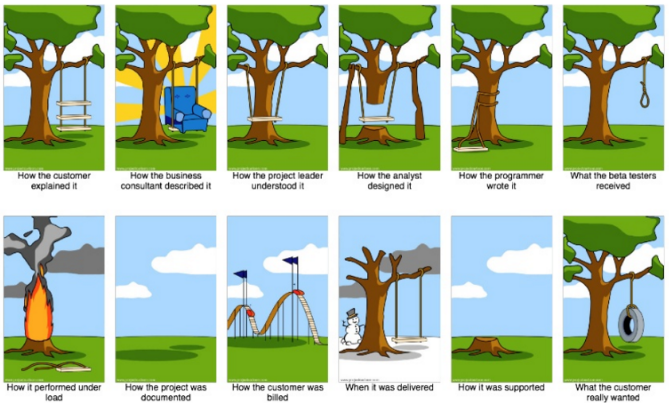 How the customer
explained it
How the business
consultant described it
How the project leader
understood it
How the analyst
designed it
How the programmer
wrote it
What the beta testers
received
How it performed under
load
How the project was
documented
How the customer was
billed
When it was delivered
How it was supported
What the customer
really wanted